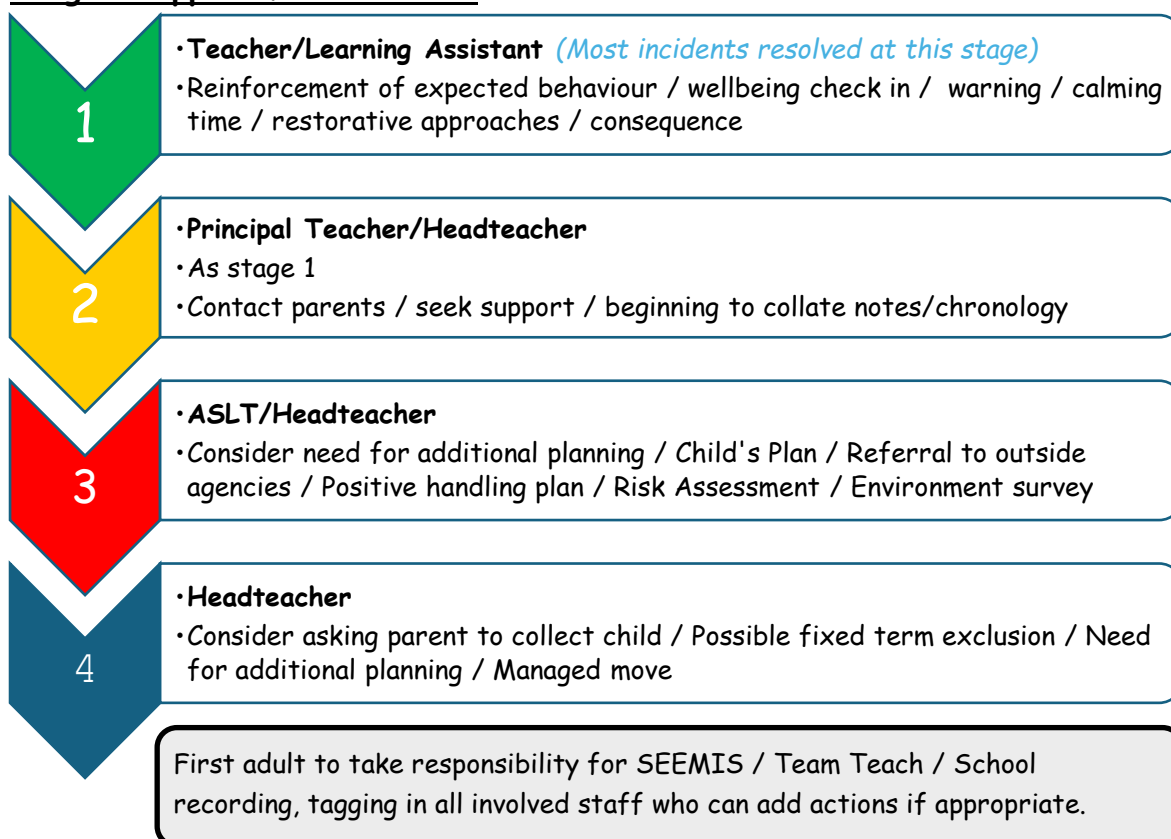 1
·Teacher/Learning Assistant (Most incidents resolved at this stage)
·Reinforcement of expected behaviour / wellbeing check in / warning / calming
time / restorative approaches / consequence
2
·Principal Teacher/Headteacher
·As stage 1
·Contact parents / seek support / beginning to collate notes/chronology
3
·ASLT/Headteacher
·Consider need for additional planning / Child's Plan / Referral to outside
agencies / Positive handling plan / Risk Assessment / Environment survey
4
·Headteacher
·Consider asking parent to collect child / Possible fixed term exclusion / Need
for additional planning / Managed move
First adult to take responsibility for SEEMIS / Team Teach / School
recording, tagging in all involved staff who can add actions if appropriate.